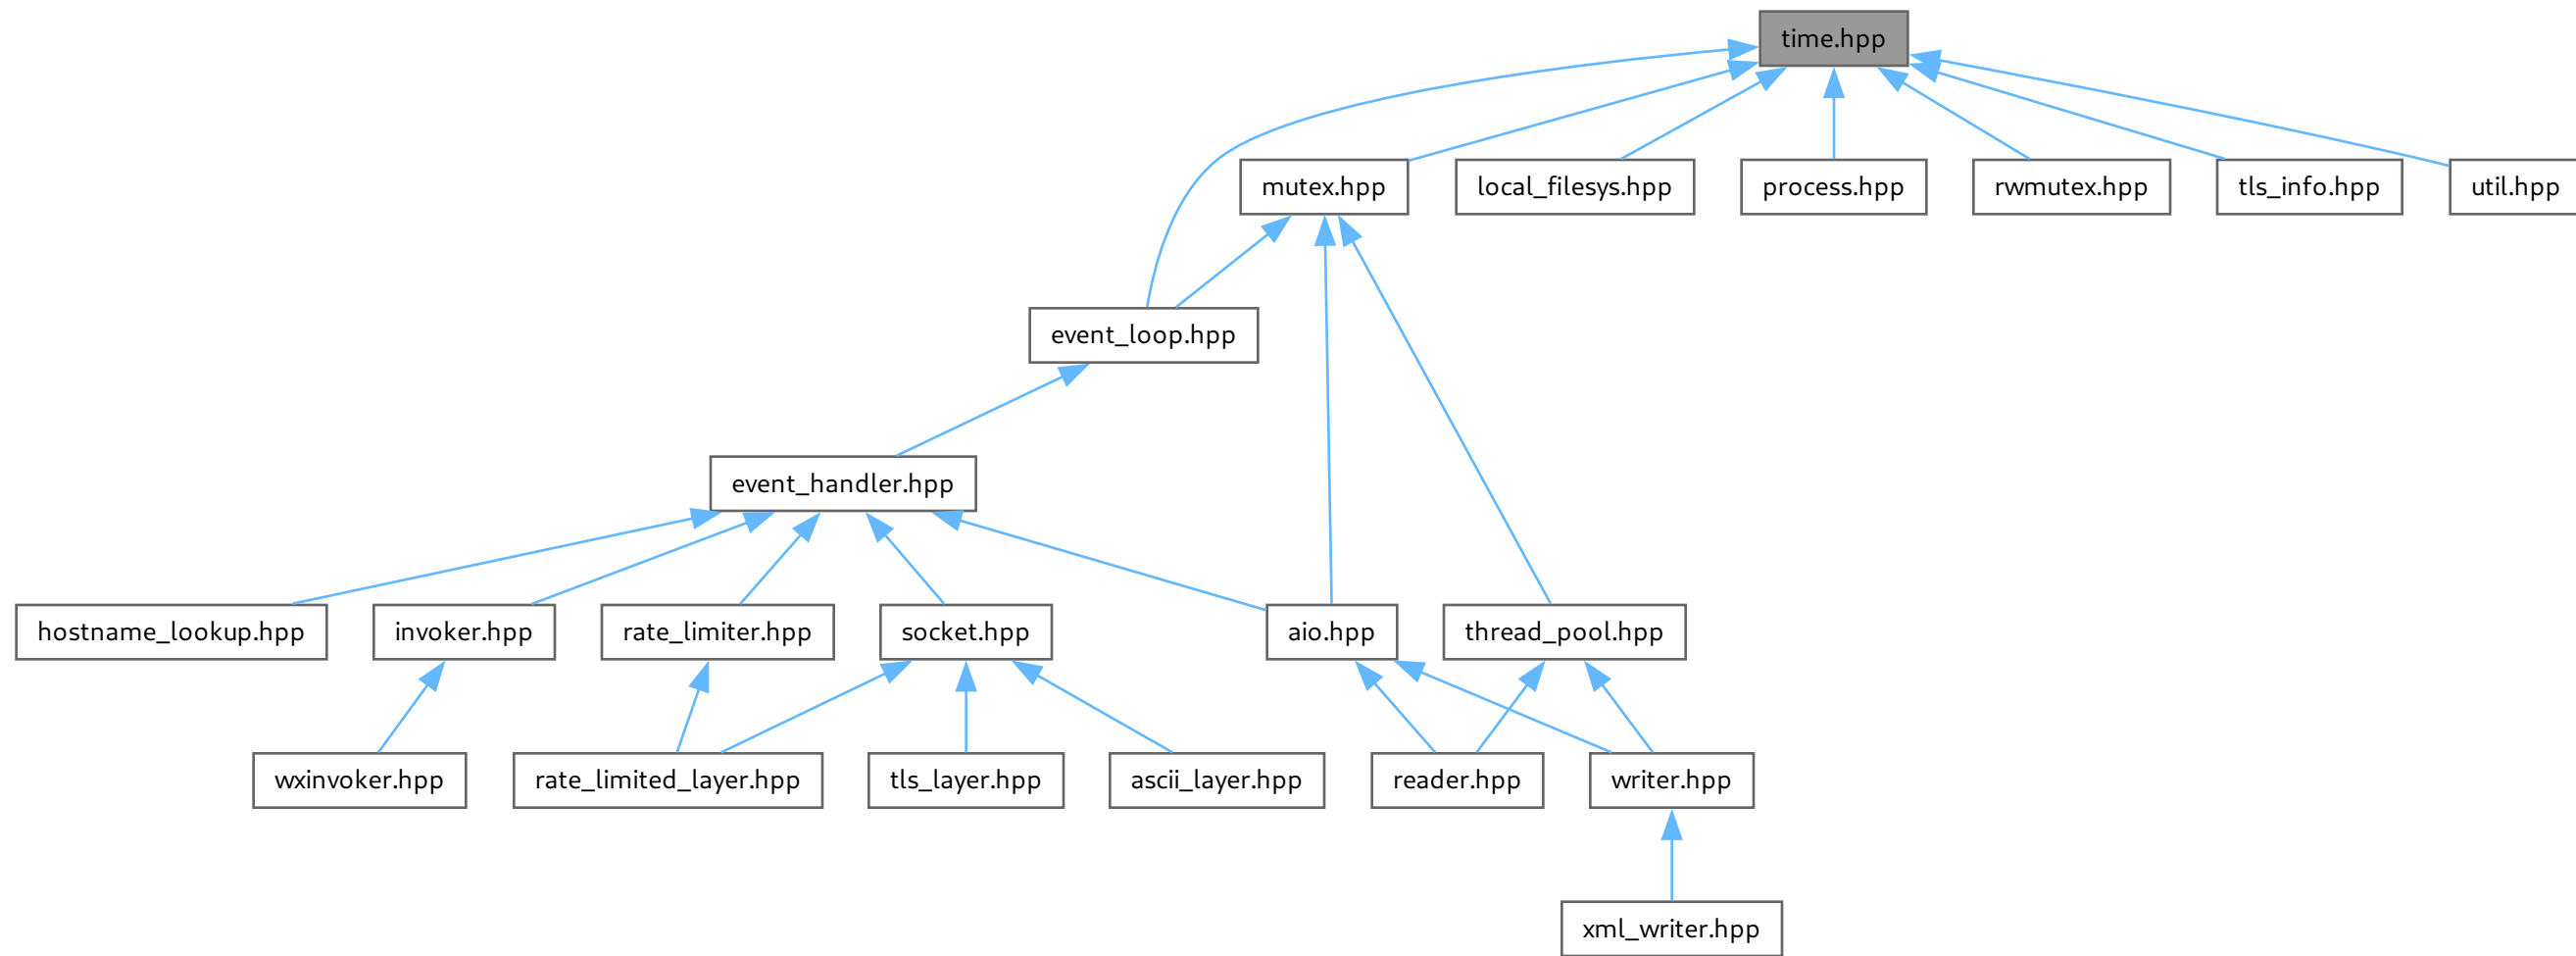 time.hpp
mutex.hpp
local_filesys.hpp
process.hpp
rwmutex.hpp
tls_info.hpp
util.hpp
event_loop.hpp
event_handler.hpp
hostname_lookup.hpp
invoker.hpp
rate_limiter.hpp
socket.hpp
aio.hpp
thread_pool.hpp
wxinvoker.hpp
rate_limited_layer.hpp
tls_layer.hpp
ascii_layer.hpp
reader.hpp
writer.hpp
xml_writer.hpp